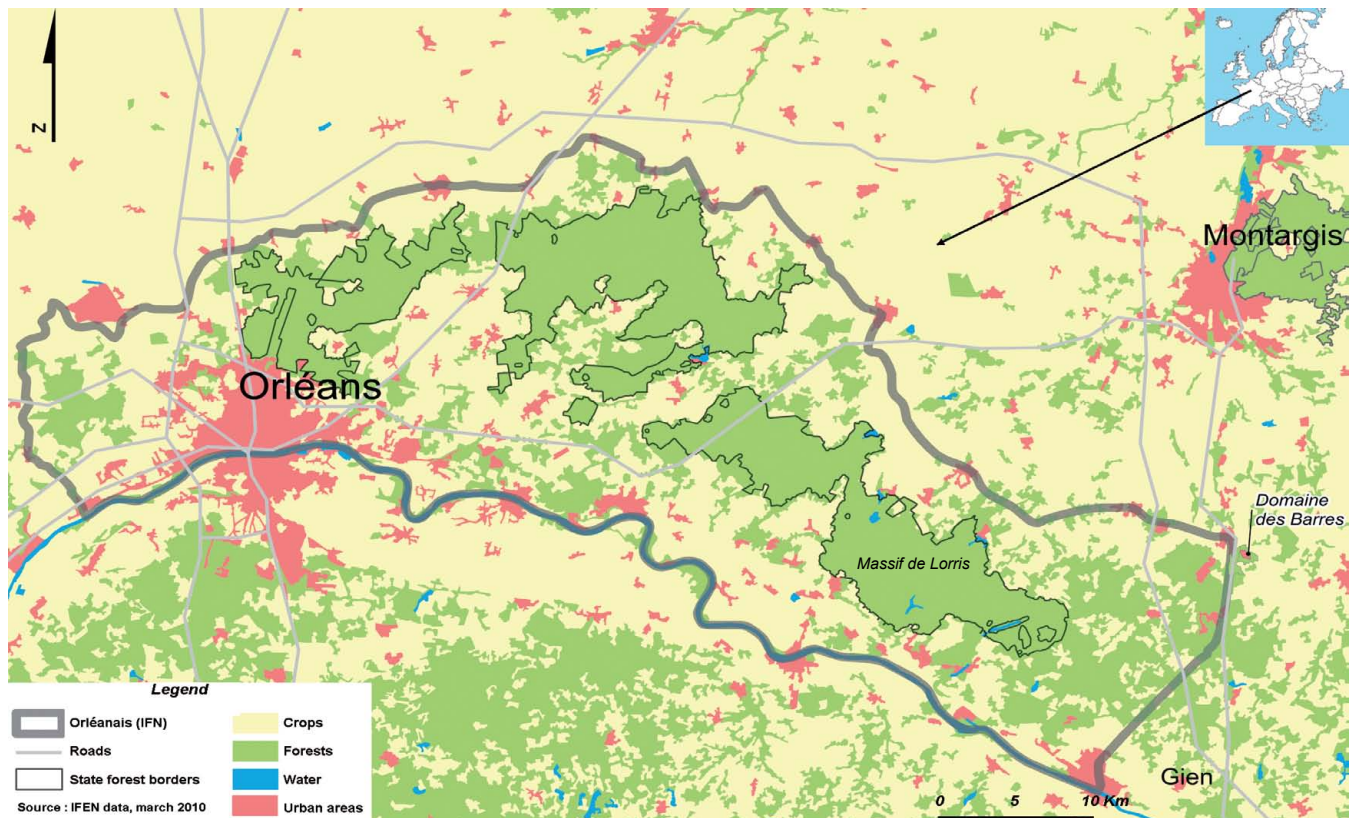 N
Montargis
Orléans
Domaine
des Barres
Massif de Lorris
Gien
0 5 10 Km
Legend
Orléanais (IFN)
Roads
State forest borders
Source : IFEN data, march 2010
Crops
Forests
Water
Urban areas